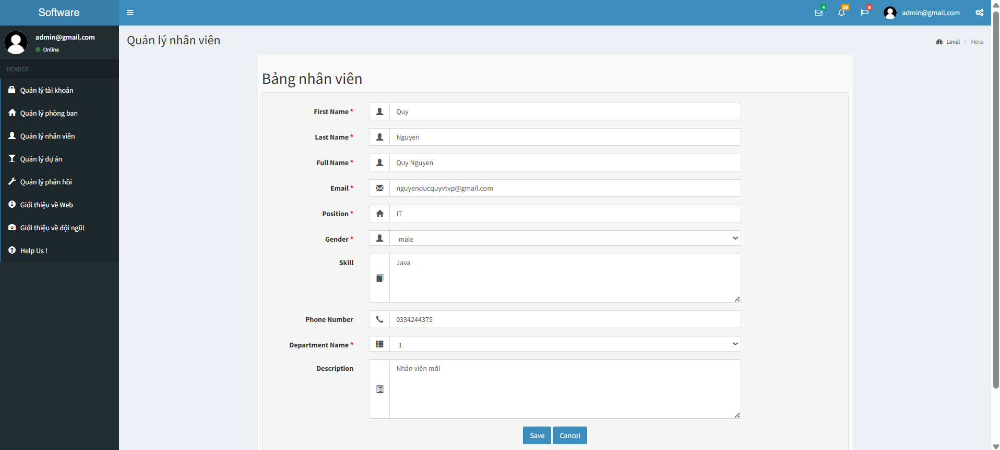 Software
4
10
9
admin@gmail.com
admin@gmail.com
Online
HEADER
Quản lý tài khoản
Quản lý phòng ban
Quản lý nhân viên
Quản lý dự án
Quản lý phản hồi
Giới thiệu về Web
Giới thiệu về đội ngũ!
Help Us !
Quản lý nhân viên
Level > Here
Bảng nhân viên
First Name * Quy
Last Name * Nguyen
Full Name * Quy Nguyen
Email * nguyenducquyvtvp@gmail.com
Position * IT
Gender * male
Skill Java
Phone Number 0334244375
Department Name * 1
Description Nhân viên mới
Save Cancel